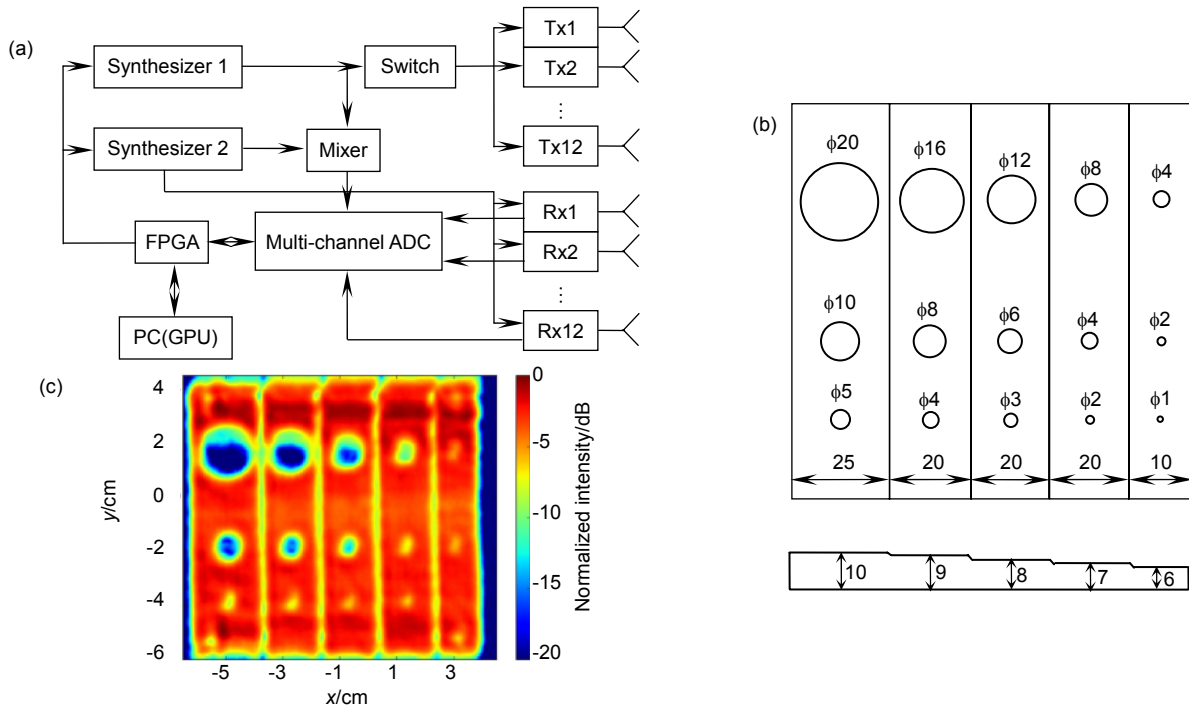 (a)
Synthesizer 1
Switch
Tx1
Tx2
⋮
Tx12
Synthesizer 2
Mixer
FPGA
Multi-channel ADC
Rx1
Rx2
⋮
Rx12
PC(GPU)
(b)
ϕ20 ϕ16 ϕ12 ϕ8 ϕ4
ϕ10 ϕ8 ϕ6 ϕ4 ϕ2
ϕ5 ϕ4 ϕ3 ϕ2 ϕ1
25 20 20 20 10
10 9 8 7 6
(c)
4
2
0
-2
-4
-6
y/cm
-5 -3 -1 1 3
x/cm
0
-5
-10
-15
-20
Normalized intensity/dB